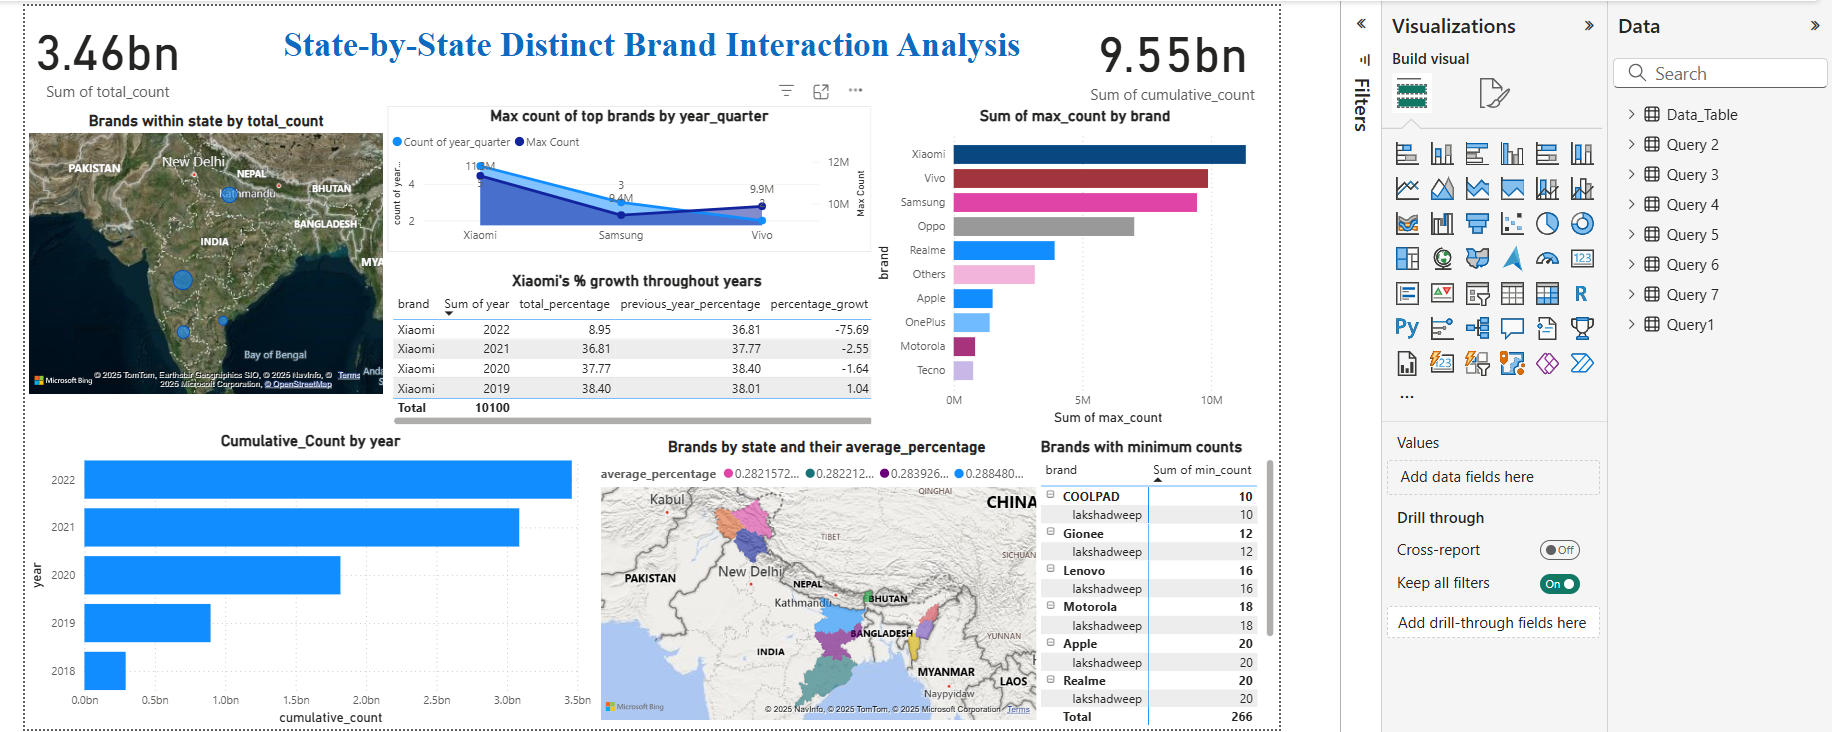 3.46bn
Sum of total_count
State-by-State Distinct Brand Interaction Analysis
9.55bn
Sum of cumulative_count
Brands within state by total_count
PAKISTAN
New Delhi
NEPAL
Kathmandu
BHUTAN
BANGLADESH
INDIA
MYA
Bay of Bengal
Anda
Microsoft Bing
© 2025 TomTom, Earthstar Geographics SIO, © 2025 NavInfo, ©
2025 Microsoft Corporation, © OpenStreetMap
Terms
Max count of top brands by year_quarter
Count of year_quarter
Max Count
count of year...
4
2
3
9.4M
9.9M
12M
10M
Max Count
Xiaomi
Samsung
Vivo
Xiaomi's % growth throughout years
brand Sum of year total_percentage previous_year_percentage percentage_growt
Xiaomi 2022 8.95 36.81 -75.69
Xiaomi 2021 36.81 37.77 -2.55
Xiaomi 2020 37.77 38.40 -1.64
Xiaomi 2019 38.40 38.01 1.04
Total 10100
Sum of max_count by brand
brand
Xiaomi
Vivo
Samsung
Oppo
Realme
Others
Apple
OnePlus
Motorola
Tecno
0M 5M 10M
Sum of max_count
Cumulative_Count by year
year
2022
2021
2020
2019
2018
0.0bn 0.5bn 1.0bn 1.5bn 2.0bn 2.5bn 3.0bn 3.5bn
cumulative_count
Brands by state and their average_percentage
average_percentage 0.2821572... 0.282212... 0.283926... 0.288480...
Kabul
QINGHAI
CHINA
TIBET
SICHUAN
PAKISTAN
New Delhi
NEPAL
Kathmandu
BHUTAN
BANGLADESH
YUNNAN
INDIA
MYANMAR
LAOS
Naypyidaw
Microsoft Bing
© 2025 NavInfo, © 2025 TomTom, © 2025 Microsoft Corporation
Terms
Brands with minimum counts
brand Sum of min_count
COOLPAD 10
lakshadweep 10
Gionee 12
lakshadweep 12
Lenovo 16
lakshadweep 16
Motorola 18
lakshadweep 18
Apple 20
lakshadweep 20
Realme 20
lakshadweep 20
Total 266
Filters
Visualizations
Build visual
123
R
Py
123
...
Values
Add data fields here
Drill through
Cross-report
Off
Keep all filters
On
Add drill-through fields here
Data
Search
Data_Table
Query 2
Query 3
Query 4
Query 5
Query 6
Query 7
Query1